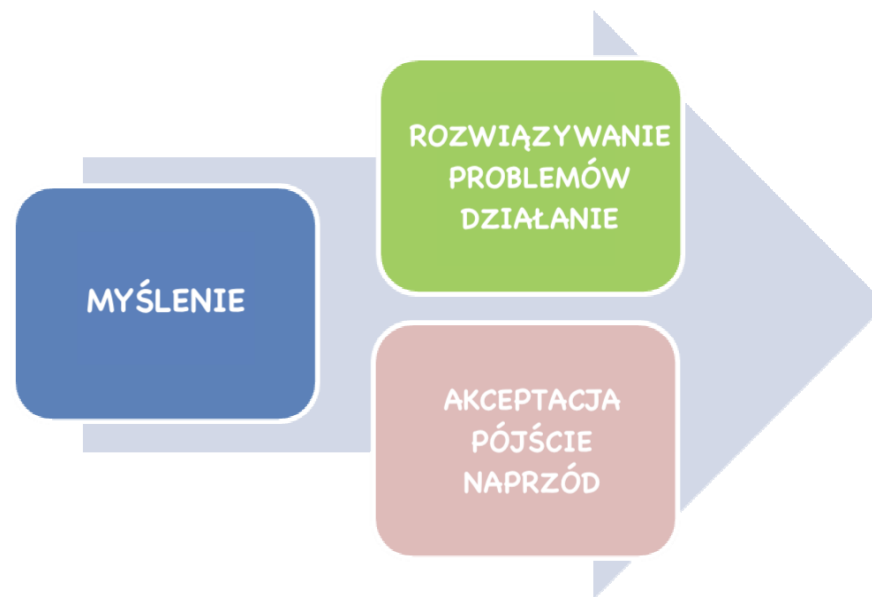 MYŚLENIE
ROZWIĄZYWANIE
PROBLEMÓW
DZIAŁANIE
AKCEPTACJA
PÓJŚCIE
NAPRZÓD